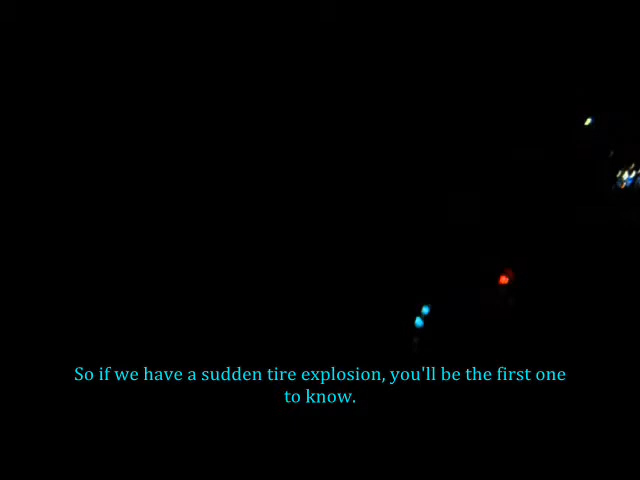 So if we have a sudden tire explosion, you'll be the first one
to know.